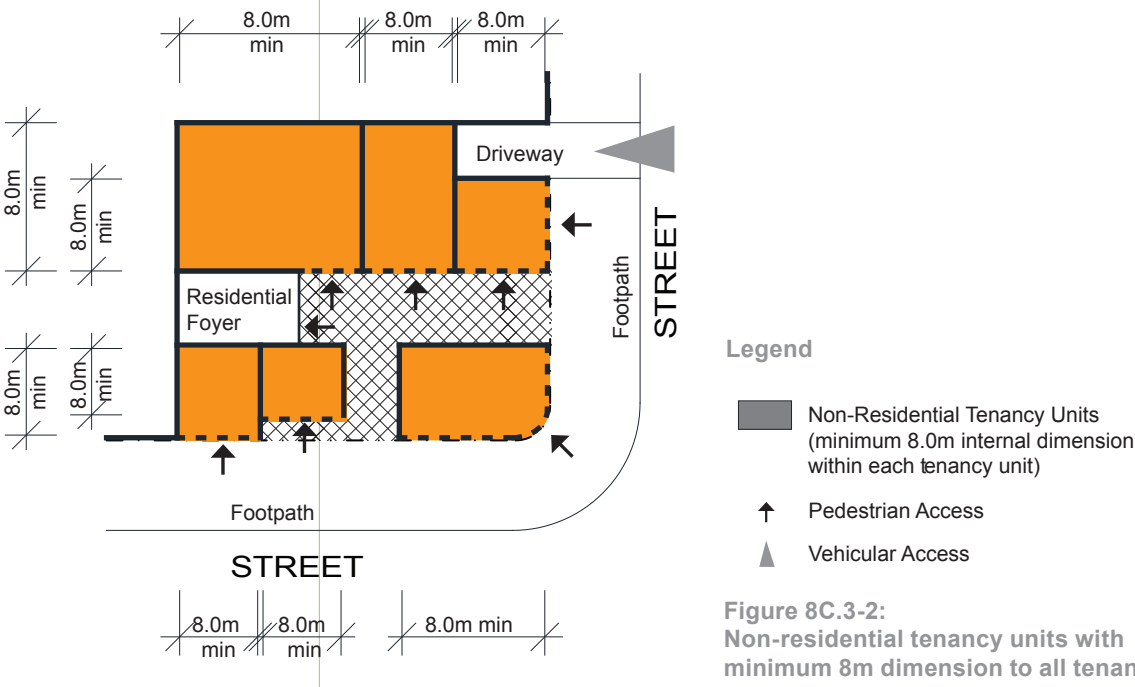 8.0m
min
8.0m
min
8.0m
min
8.0m
min
8.0m
min
Driveway
Residential
Foyer
Footpath
STREET
8.0m
min
8.0m
min
Footpath
STREET
8.0m
min
8.0m
min
8.0m min
Legend
Non-Residential Tenancy Units
(minimum 8.0m internal dimension
within each tenancy unit)
Pedestrian Access
Vehicular Access
Figure 8C.3-2:
Non-residential tenancy units with
minimum 8m dimension to all tenan